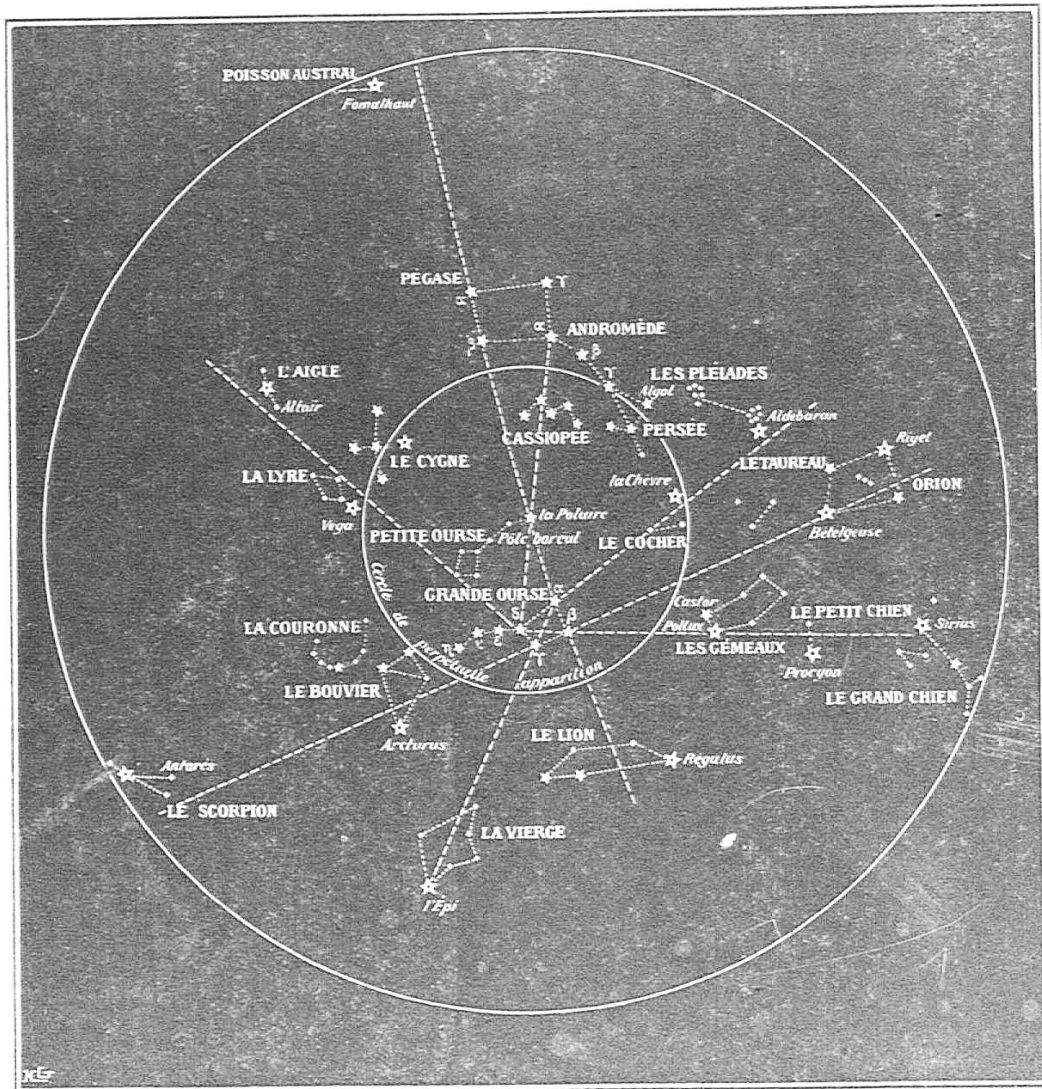 POISSON AUSTRAL
Fomalhaut
PÉGASE
α
γ
β
α
ANDROMÈDE
β
γ
L'AIGLE
Altaïr
LES PLÉIADES
Algol
Aldébaran
CASSIOPÉE
PERSÉE
LE CYGNE
LA LYRE
Vega
LE TAUREAU
Rigel
ORION
la Chèvre
la Polaire
Pôle boréal
PETITE OURSE
LE COCHER
Bételgeuse
GRANDE OURSE
α
β
δ
ε
ζ
η
γ
Cercle de perpétuelle apparition
LA COURONNE
LE BOUVIER
Arcturus
Castor
Pollux
LES GÉMEAUX
LE PETIT CHIEN
Sirius
Procyon
LE GRAND CHIEN
LE LION
Régulus
Antarès
LE SCORPION
LA VIERGE
l'Épi